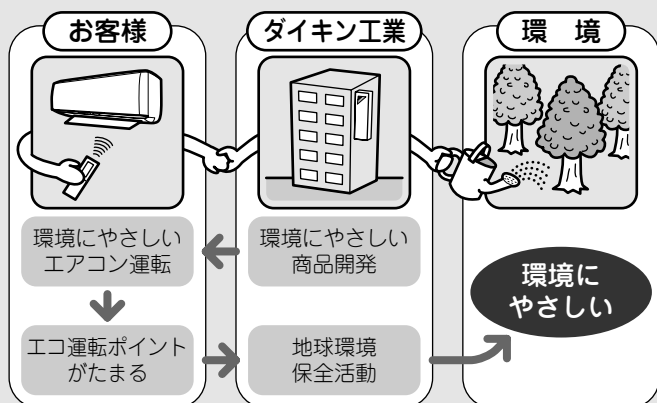 お客様
ダイキン工業
環　境
環境にやさしい
エアコン運転
環境にやさしい
商品開発
環境に
やさしい
エコ運転ポイント
がたまる
地球環境
保全活動